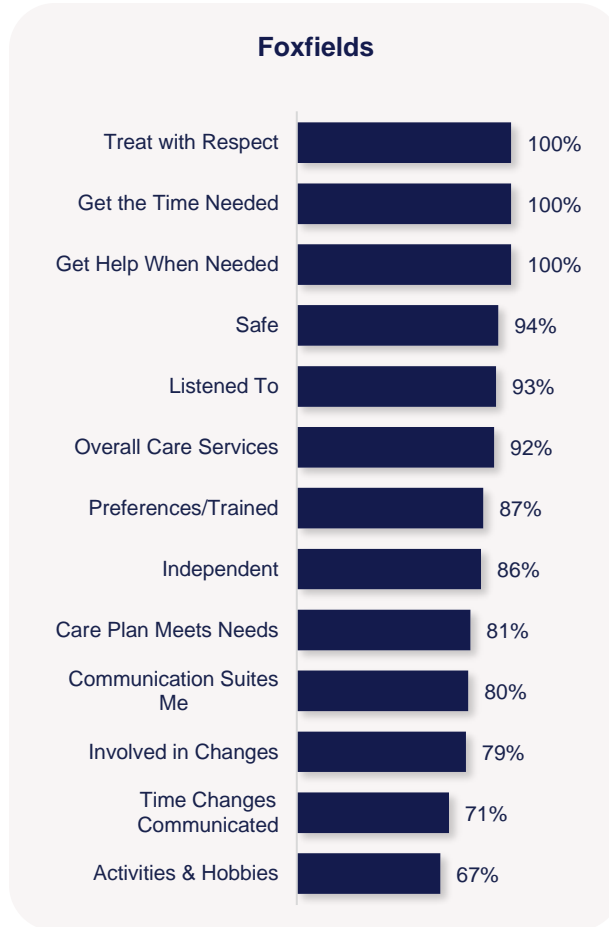 Foxfields
Treat with Respect 100%
Get the Time Needed 100%
Get Help When Needed 100%
Safe 94%
Listened To 93%
Overall Care Services 92%
Preferences/Trained 87%
Independent 86%
Care Plan Meets Needs 81%
Communication Suites
Me 80%
Involved in Changes 79%
Time Changes
Communicated 71%
Activities & Hobbies 67%